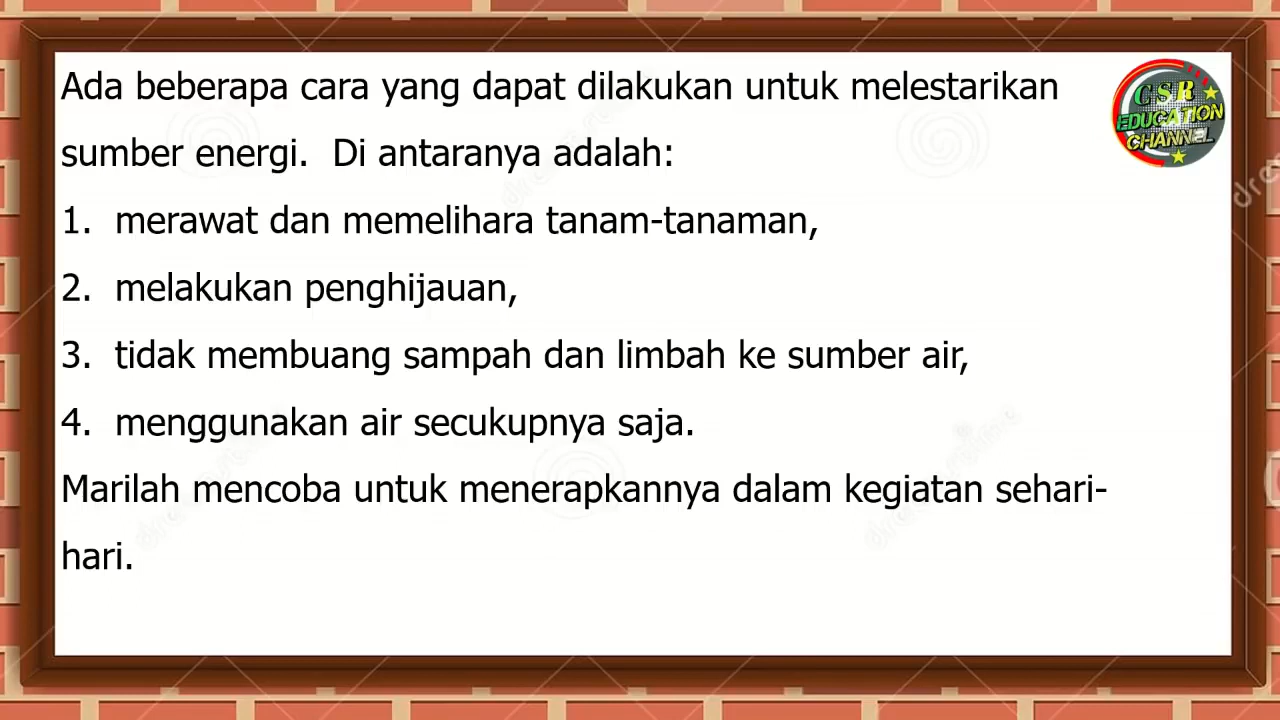 Ada beberapa cara yang dapat dilakukan untuk melestarikan
sumber energi.  Di antaranya adalah:
1.  merawat dan memelihara tanam-tanaman,
2.  melakukan penghijauan,
3.  tidak membuang sampah dan limbah ke sumber air,
4.  menggunakan air secukupnya saja.
Marilah mencoba untuk menerapkannya dalam kegiatan sehari-
hari.
CSR
EDUCATION
CHANNEL